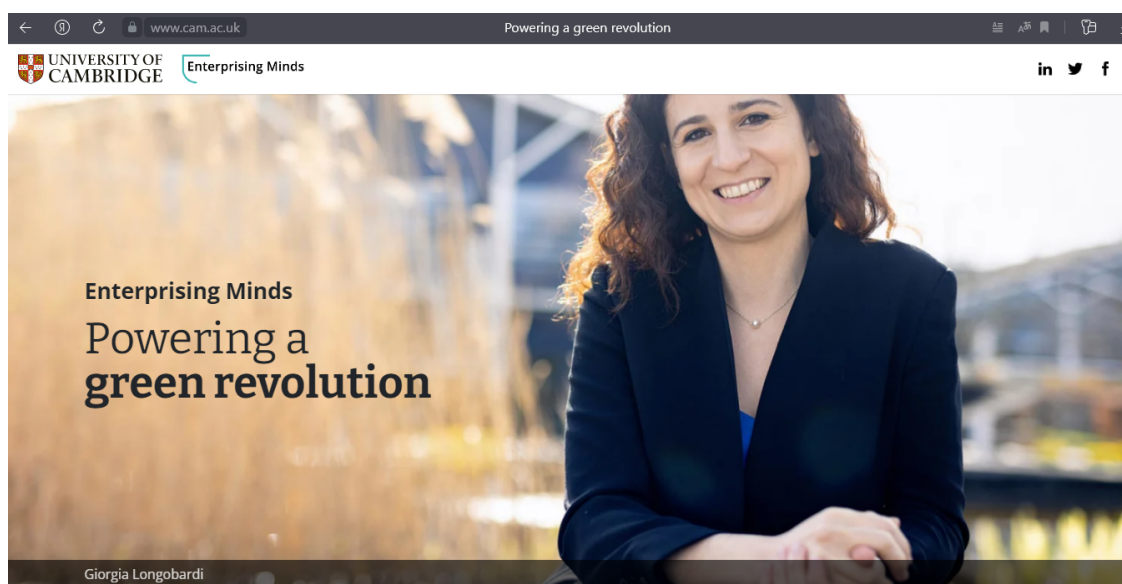 www.cam.ac.uk
Powering a green revolution
UNIVERSITY OF
CAMBRIDGE
Enterprising Minds
in
f
Enterprising Minds
Powering a
green revolution
Giorgia Longobardi